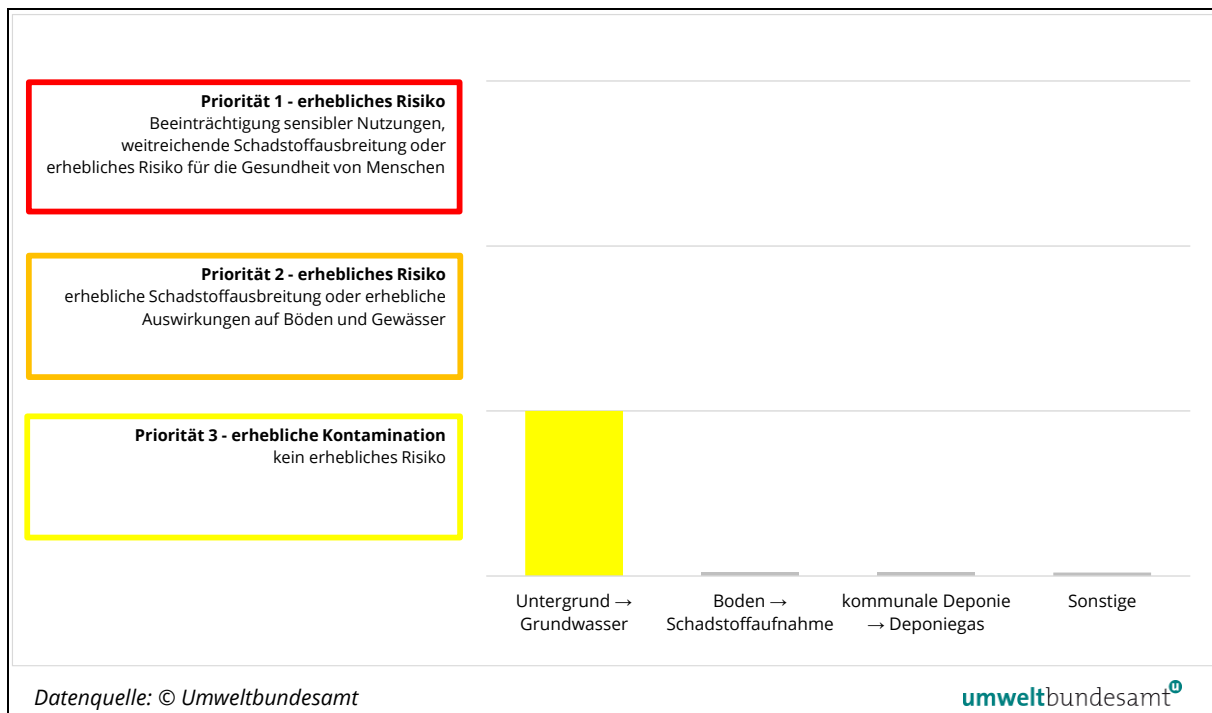 Priorität 1 - erhebliches Risiko
Beeinträchtigung sensibler Nutzungen,
weitreichende Schadstoffausbreitung oder
erhebliches Risiko für die Gesundheit von Menschen
Priorität 2 - erhebliches Risiko
erhebliche Schadstoffausbreitung oder erhebliche
Auswirkungen auf Böden und Gewässer
Priorität 3 - erhebliche Kontamination
kein erhebliches Risiko
Untergrund →
Grundwasser
Boden →
Schadstoffaufnahme
kommunale Deponie
→ Deponiegas
Sonstige
Datenquelle: © Umweltbundesamt
umweltbundesamt U